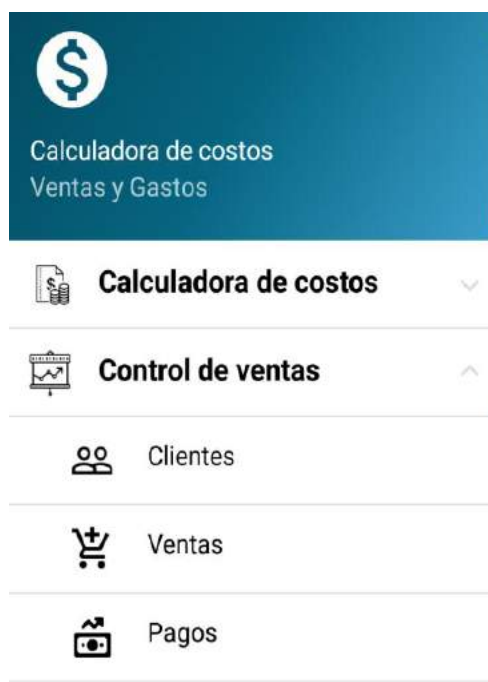 Calculadora de costos
Ventas y Gastos
Calculadora de costos
Control de ventas
Clientes
Ventas
Pagos